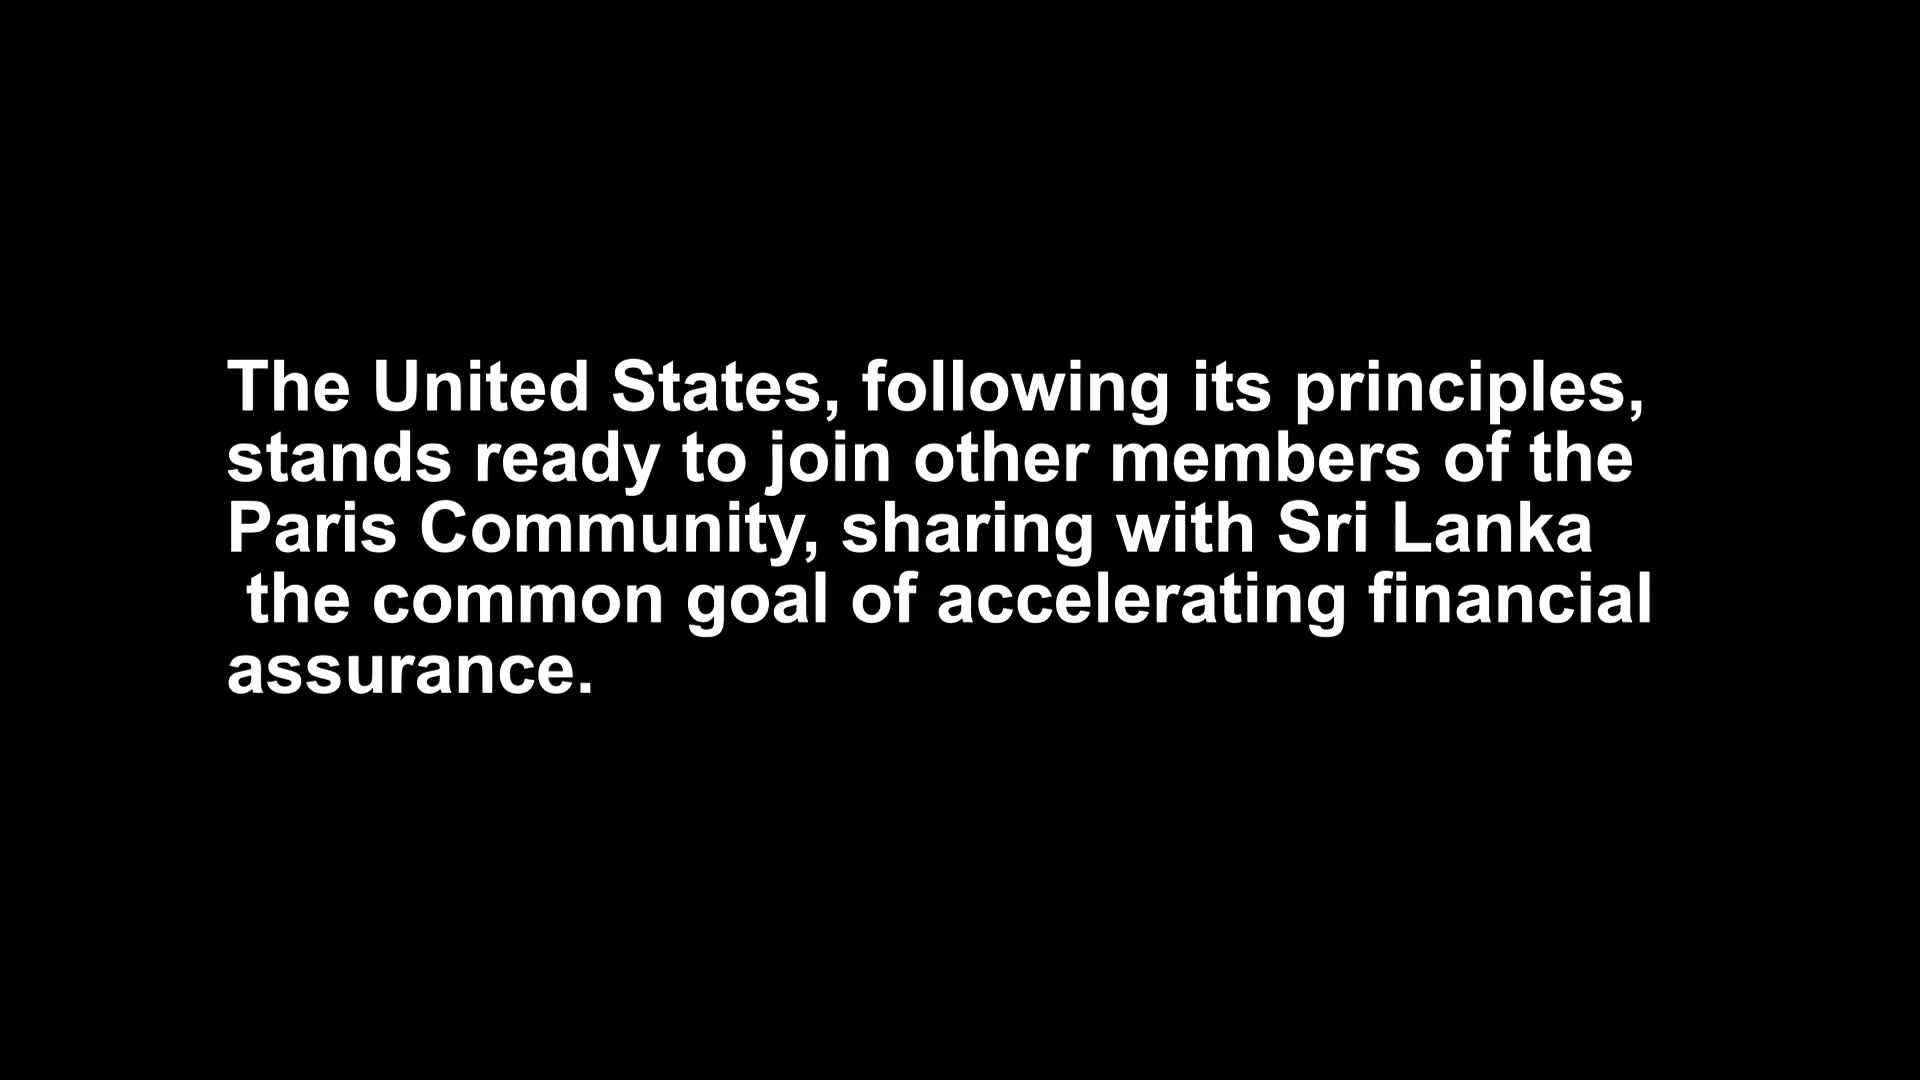 The United States, following its principles,
stands ready to join other members of the
Paris Community, sharing with Sri Lanka
the common goal of accelerating financial
assurance.